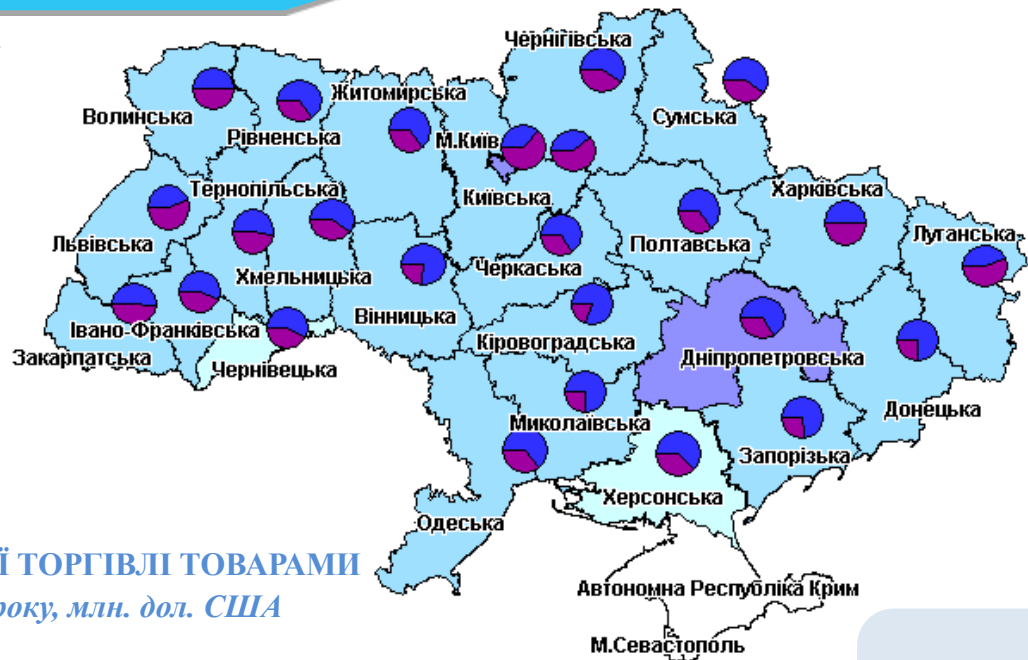 Чернігівська
Волинська
Рівненська
Житомирська
М.Київ
Сумська
Львівська
Тернопільська
Київська
Полтавська
Харківська
Луганська
Хмельницька
Черкаська
Вінницька
Івано-Франківська
Закарпатська
Чернівецька
Кіровоградська
Дніпропетровська
Донецька
Миколаївська
Запорізька
Херсонська
Одеська
ТОРГІВЛІ ТОВАРАМИ
року, млн. дол. США
Автономна Республіка Крим
М.Севастополь